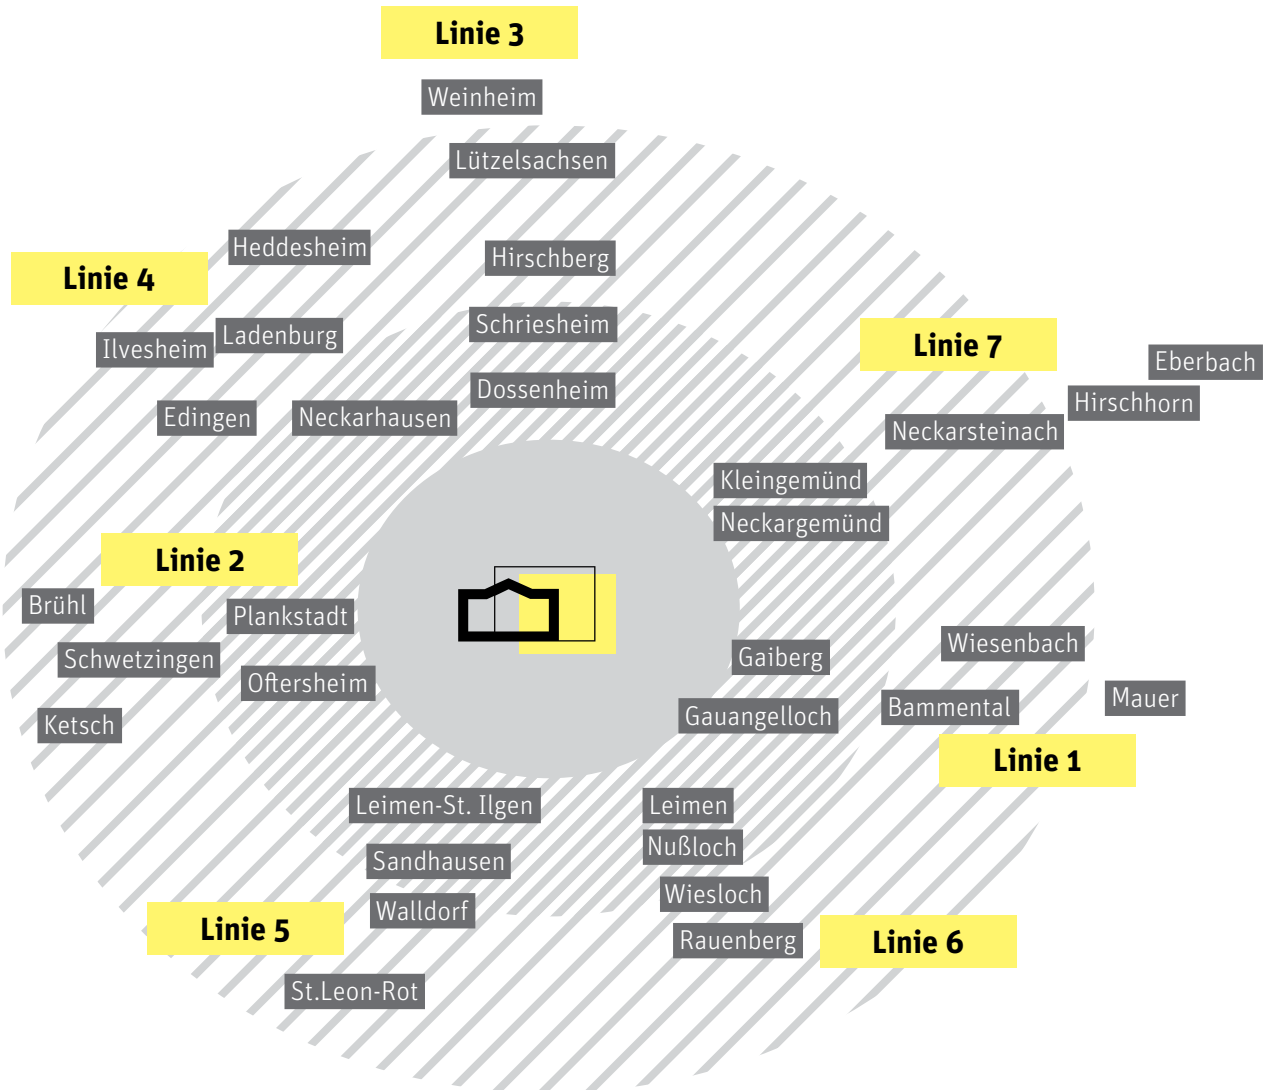 Linie 3
Weinheim
Lützelsachsen
Heddesheim
Hirschberg
Linie 4
Schriesheim
Ladenburg
Ilvesheim
Linie 7
Eberbach
Dossenheim
Hirschhorn
Edingen
Neckarhausen
Neckarsteinach
Kleingemünd
Neckargemünd
Linie 2
Brühl
Plankstadt
Wiesenbach
Schwetzingen
Gaiberg
Oftersheim
Mauer
Bammental
Gauangelloch
Ketsch
Linie 1
Leimen-St. Ilgen
Leimen
Nußloch
Sandhausen
Wiesloch
Walldorf
Linie 5
Rauenberg
Linie 6
St.Leon-Rot